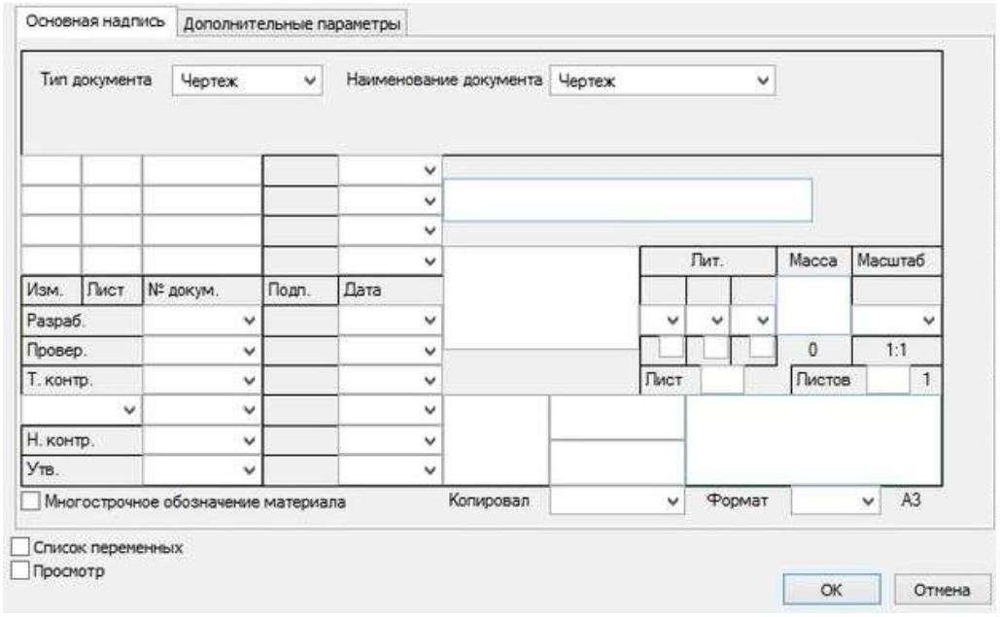 Основная надпись Дополнительные параметры
Тип документа Чертеж Наименование документа Чертеж
Лит. Масса Масштаб
Изм. Лист № докум. Подп. Дата
Разраб.
Провер. 0 1:1
Т. контр. Лист Листов 1
Н. контр.
Утв.
Многострочное обозначение материала Копировал Формат А3
Список переменных
Просмотр
ОК Отмена